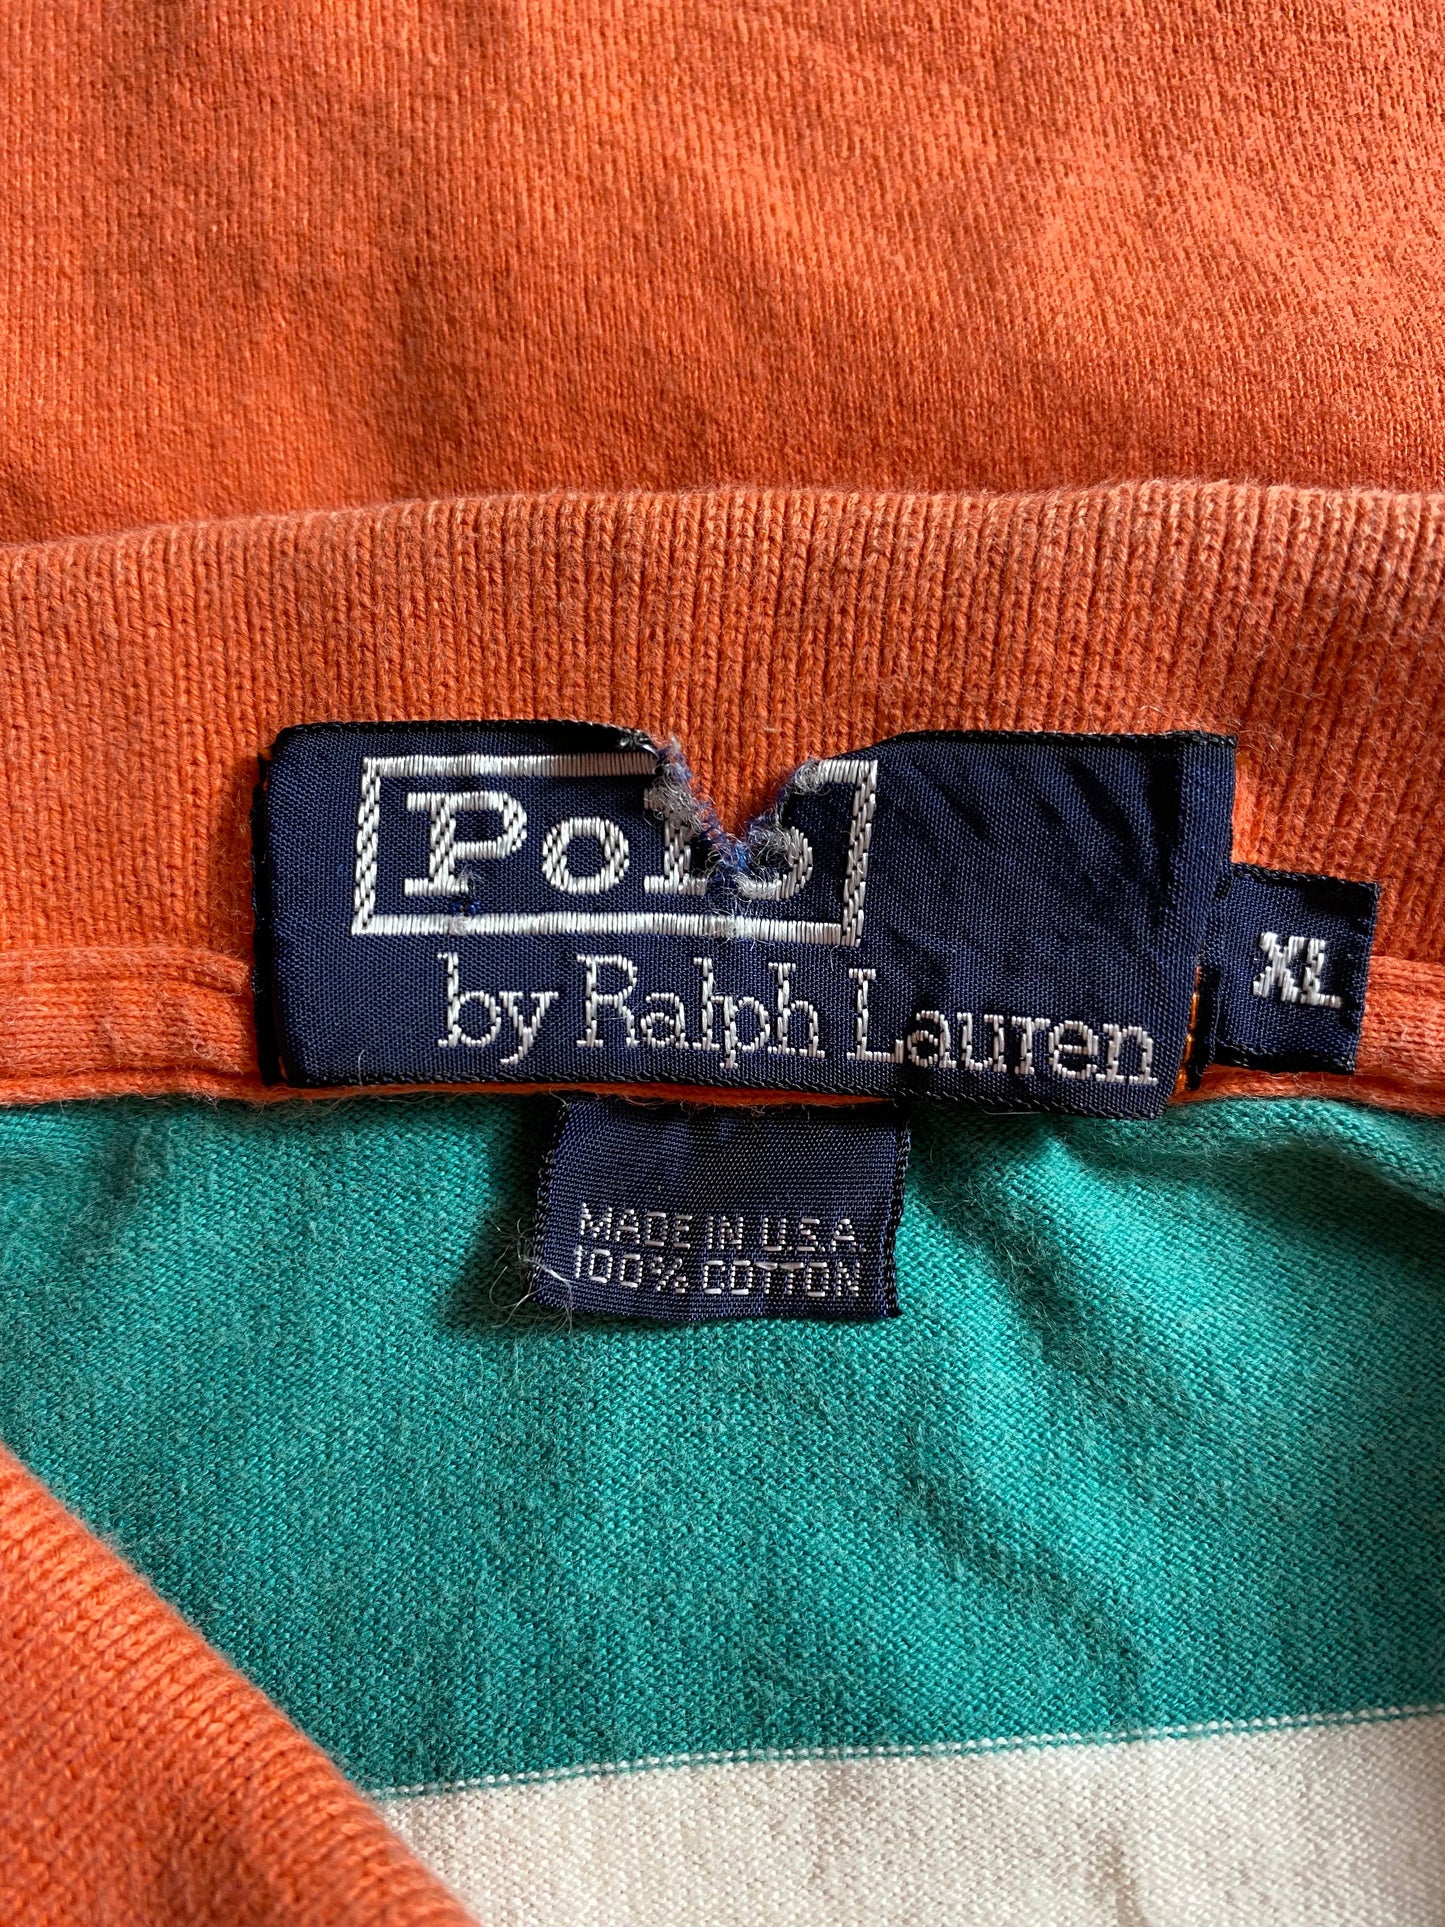 Polo
by Ralph Lauren
XL
MADE IN U.S.A.
100% COTTON